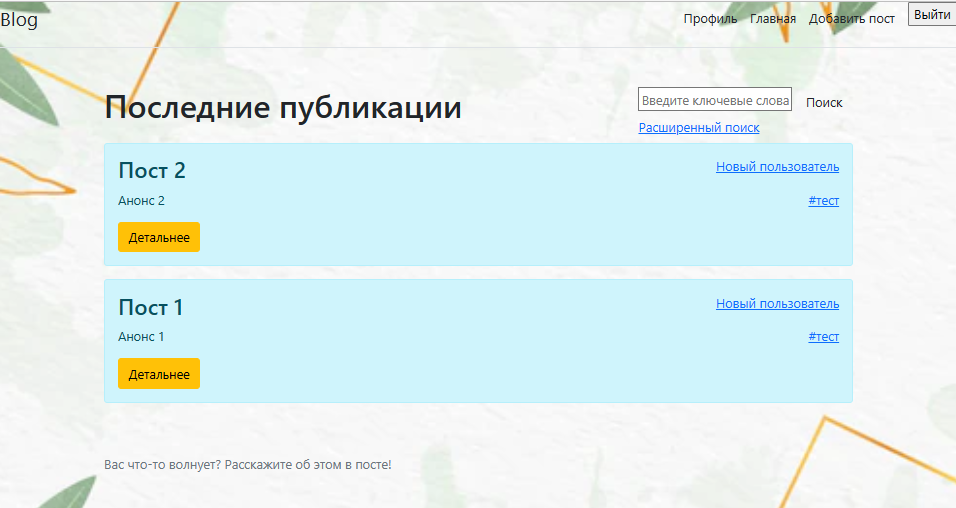 Blog
Профиль Главная Добавить пост Выйти
Последние публикации
Введите ключевые слова Поиск
Расширенный поиск
Пост 2 Новый пользователь
Анонс 2 #тест
Детальнее
Пост 1 Новый пользователь
Анонс 1 #тест
Детальнее
Вас что-то волнует? Расскажите об этом в посте!